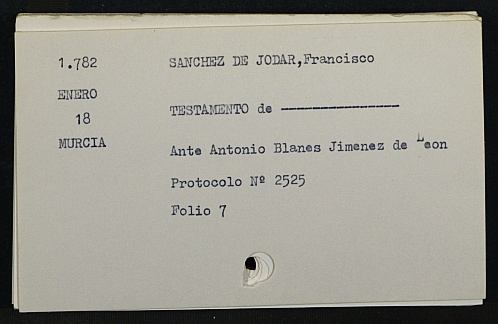 1.782
SANCHEZ DE JODAR,Francisco
ENERO
18
TESTAMENTO de ----------------
MURCIA
Ante Antonio Blanes Jimenez de Leon
Protocolo Nº 2525
Folio 7